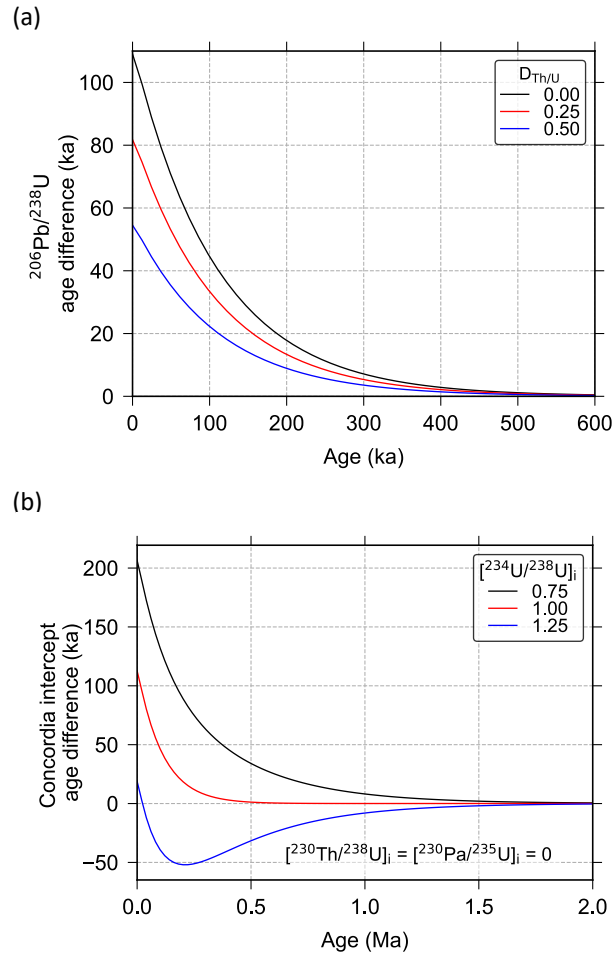 (a)
D_Th/U
0.00
0.25
0.50
²⁰⁶Pb/²³⁸U
age difference (ka)
100
80
60
40
20
0
0 100 200 300 400 500 600
Age (ka)
(b)
[²³⁴U/²³⁸U]ᵢ
0.75
1.00
1.25
Concordia intercept
age difference (ka)
200
150
100
50
0
−50
[²³⁰Th/²³⁸U]ᵢ = [²³⁰Pa/²³⁵U]ᵢ = 0
0.0 0.5 1.0 1.5 2.0
Age (Ma)